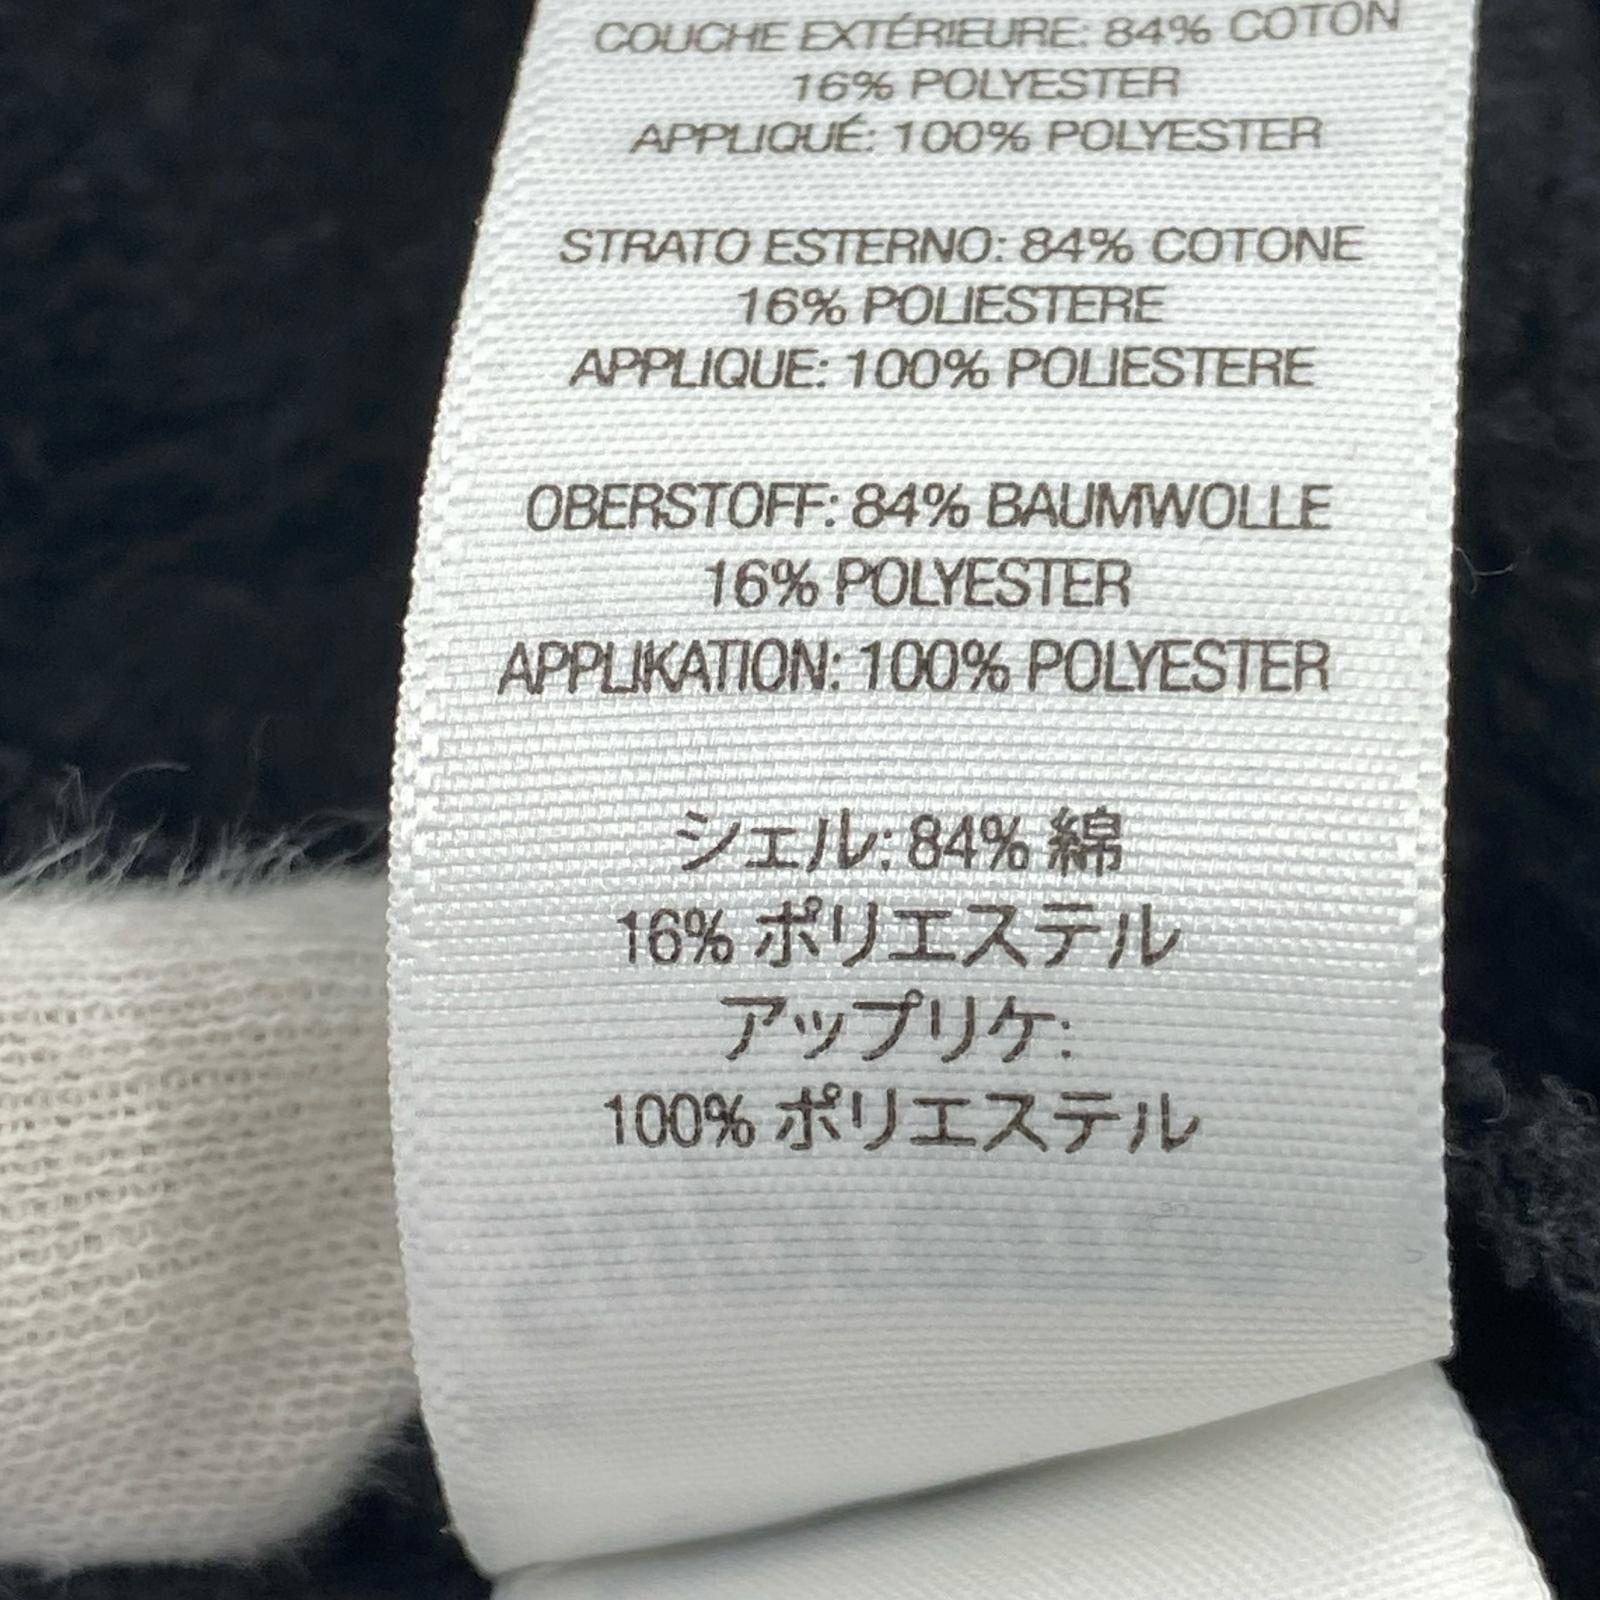 COUCHE EXTÉRIEURE: 84% COTON
16% POLYESTER
APPLIQUÉ: 100% POLYESTER
STRATO ESTERNO: 84% COTONE
16% POLIESTERE
APPLIQUE: 100% POLIESTERE
OBERSTOFF: 84% BAUMWOLLE
16% POLYESTER
APPLIKATION: 100% POLYESTER
シェル: 84% 綿
16% ポリエステル
アップリケ:
100% ポリエステル